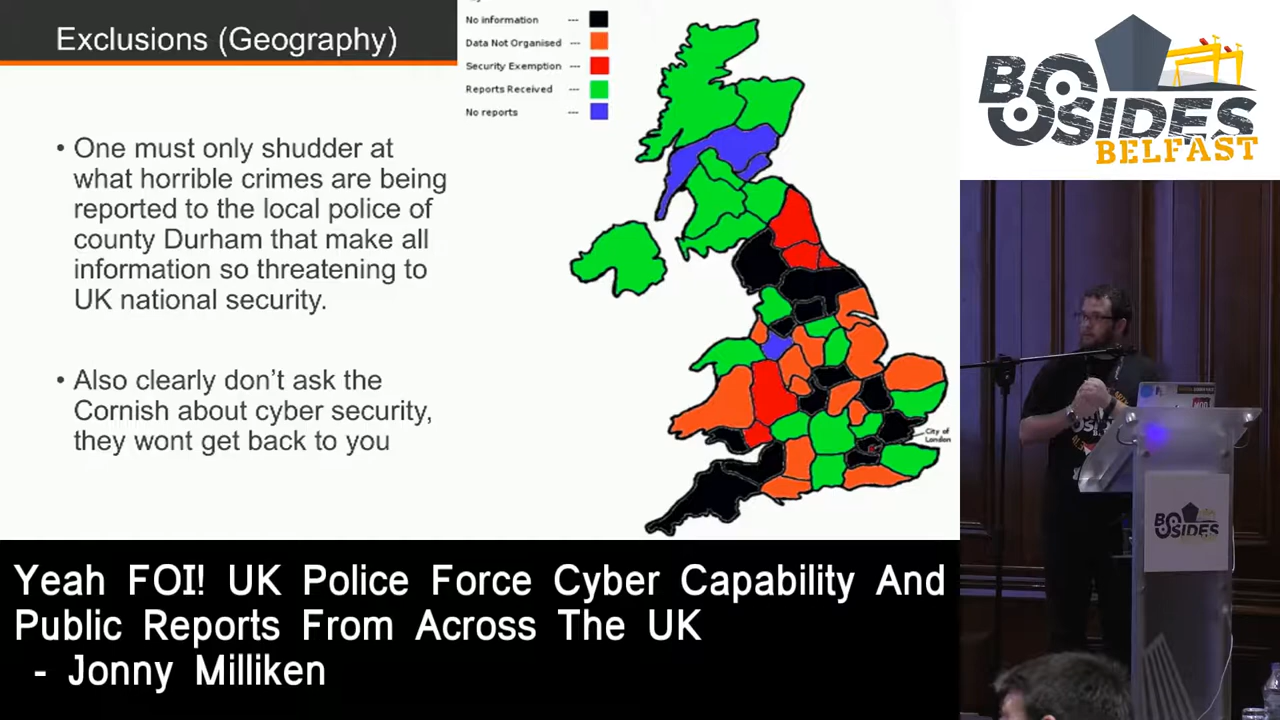 Exclusions (Geography)
• One must only shudder at
what horrible crimes are being
reported to the local police of
county Durham that make all
information so threatening to
UK national security.
• Also clearly don't ask the
Cornish about cyber security,
they wont get back to you
No information ---
Data Not Organised ---
Security Exemption ---
Reports Received ---
No reports ---
City of
London
BSIDES
BELFAST
BSIDES
Yeah FOI! UK Police Force Cyber Capability And
Public Reports From Across The UK
- Jonny Milliken